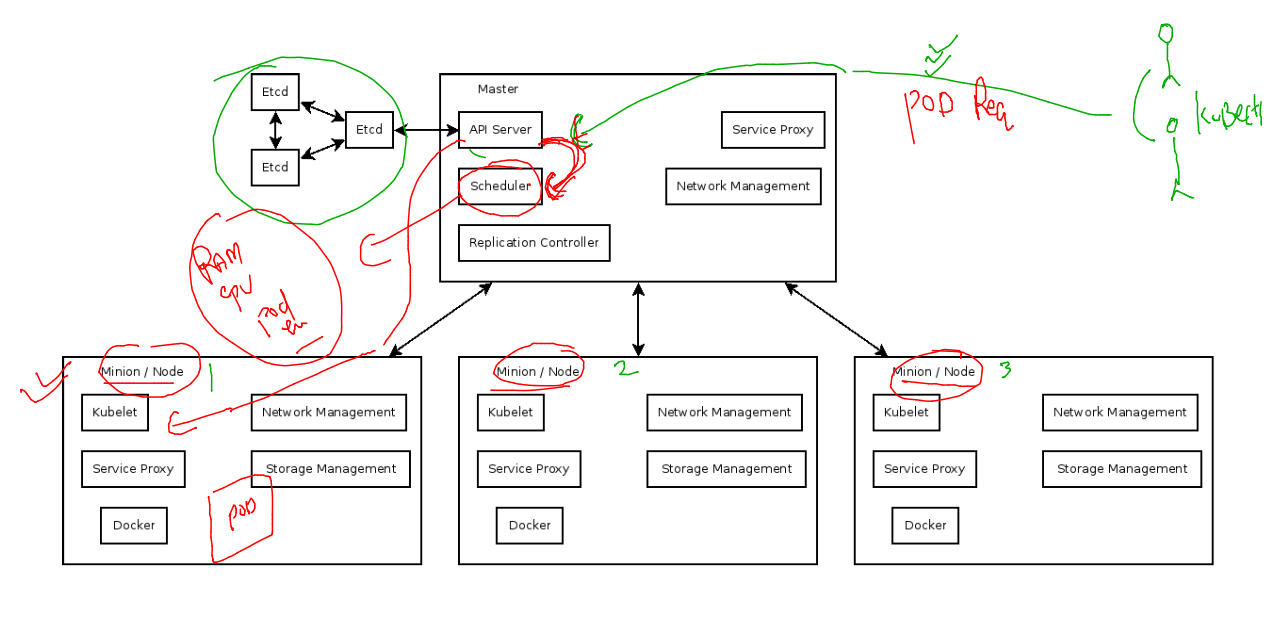 POD Req
KuBectl
Etcd
Etcd
Etcd
Master
API Server
Scheduler
Replication Controller
Service Proxy
Network Management
RAM
CPU
Pod
Minion / Node 1
Kubelet
Network Management
Service Proxy
Storage Management
Docker
POD
Minion / Node 2
Kubelet
Network Management
Service Proxy
Storage Management
Docker
Minion / Node 3
Kubelet
Network Management
Service Proxy
Storage Management
Docker